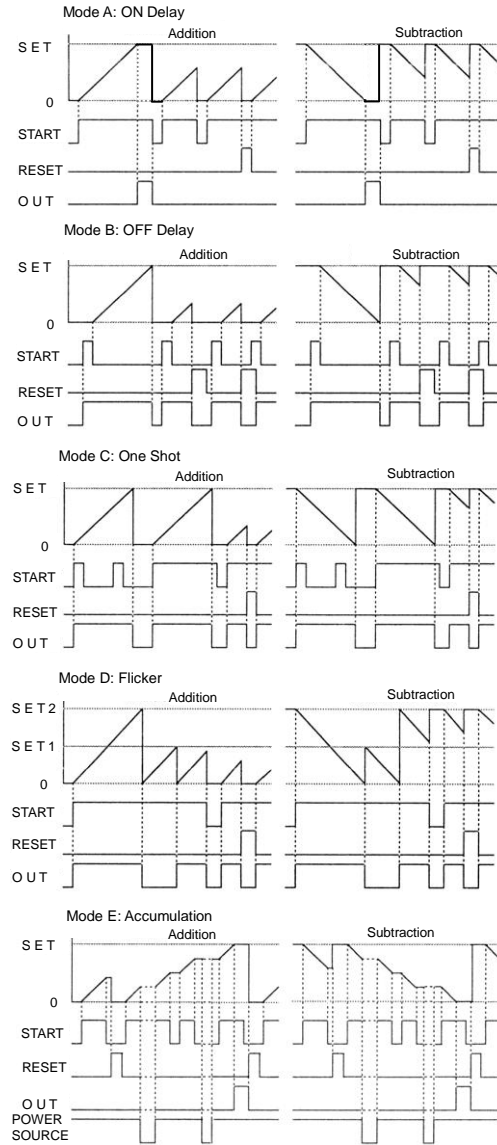 Mode A: ON Delay
Addition Subtraction
SET
0
START
RESET
OUT
Mode B: OFF Delay
Addition Subtraction
SET
0
START
RESET
OUT
Mode C: One Shot
Addition Subtraction
SET
0
START
RESET
OUT
Mode D: Flicker
Addition Subtraction
SET2
SET1
0
START
RESET
OUT
Mode E: Accumulation
Addition Subtraction
SET
0
START
RESET
OUT
POWER
SOURCE